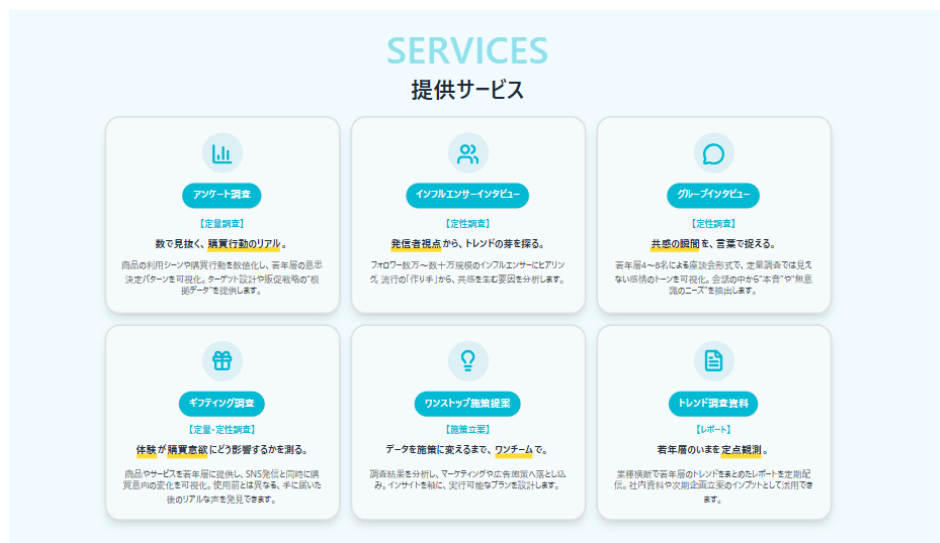 SERVICES
提供サービス
アンケート調査
【定量調査】
数で見抜く、購買行動のリアル。
商品の利用シーンや購買行動を数値化し、若年層の意思
決定パターンを可視化。ターゲット設計や販促戦略の“根
拠データ”を提供します。
インフルエンサーインタビュー
【定性調査】
発信者視点から、トレンドの芽を探る。
フォロワー数万～数十万規模のインフルエンサーにヒアリン
グ。流行の「作り手」から、共感を生む要因を分析します。
グループインタビュー
【定性調査】
共感の瞬間を、言葉で捉える。
若年層4～8名による座談会形式で、定量調査では見え
ない感情のトーンを可視化。会話の中から“本音”や“無意
識のニーズ”を抽出します。
ギフティング調査
【定量・定性調査】
体験が購買意欲にどう影響するかを測る。
商品やサービスを若年層に提供し、SNS発信と同時に購
買意向の変化を可視化。使用前とは異なる、手に届いた
後のリアルな声を発見できます。
ワンストップ施策提案
【施策立案】
データを施策に変えるまで、ワンチームで。
調査結果を分析し、マーケティングや広告施策へ落とし込
み。インサイトを軸に、実行可能なプランを設計します。
トレンド調査資料
【レポート】
若年層のいまを定点観測。
業種横断で若年層のトレンドをまとめたレポートを定期配
信。社内資料や次期企画立案のインプットとして活用でき
ます。